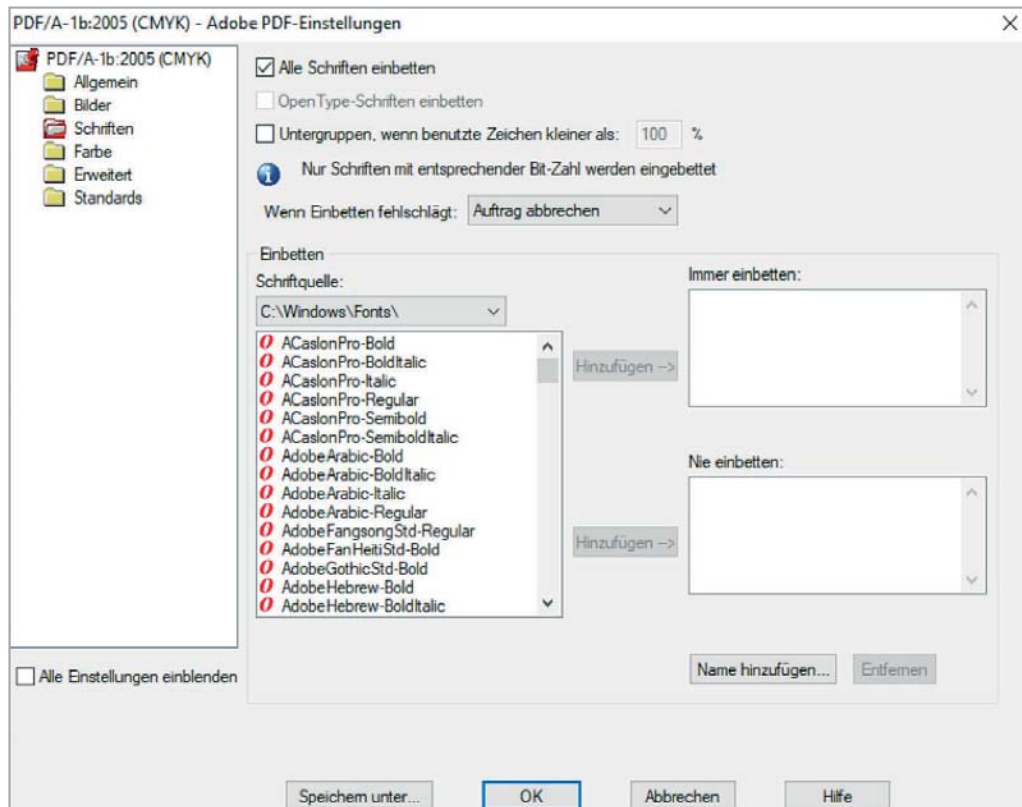 PDF/A-1b:2005 (CMYK) - Adobe PDF-Einstellungen
PDF/A-1b:2005 (CMYK)
Allgemein
Bilder
Schriften
Farbe
Erweitert
Standards
Alle Einstellungen einblenden
Alle Schriften einbetten
OpenType-Schriften einbetten
Untergruppen, wenn benutzte Zeichen kleiner als: 100 %
Nur Schriften mit entsprechender Bit-Zahl werden eingebettet
Wenn Einbetten fehlschlägt: Auftrag abbrechen
Einbetten
Schriftquelle:
C:\Windows\Fonts\
ACaslonPro-Bold
ACaslonPro-BoldItalic
ACaslonPro-Italic
ACaslonPro-Regular
ACaslonPro-Semibold
ACaslonPro-SemiboldItalic
AdobeArabic-Bold
AdobeArabic-BoldItalic
AdobeArabic-Italic
AdobeArabic-Regular
AdobeFangsongStd-Regular
AdobeFanHeitiStd-Bold
AdobeGothicStd-Bold
AdobeHebrew-Bold
AdobeHebrew-BoldItalic
Hinzufügen -->
Hinzufügen -->
Immer einbetten:
Nie einbetten:
Name hinzufügen... Entfernen
Speichern unter... OK Abbrechen Hilfe